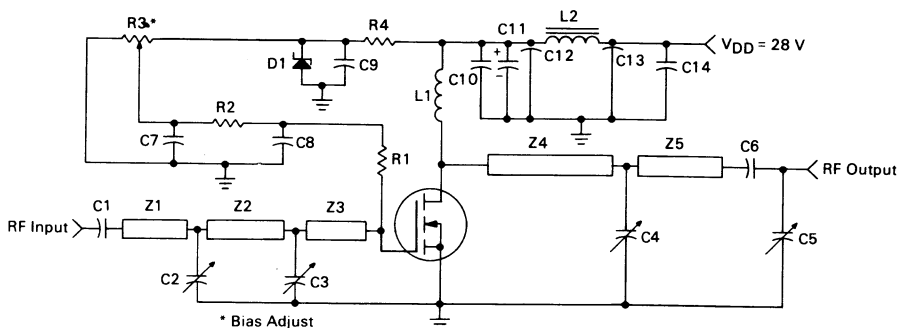 R3 *
R4
C11
L2
V_DD = 28 V
D1
C9
C10
C12
C13
C14
L1
R2
C7
C8
R1
Z4
Z5
C6
RF Output
C1
Z1
Z2
Z3
RF Input
C2
C3
C4
C5
* Bias Adjust
+
−